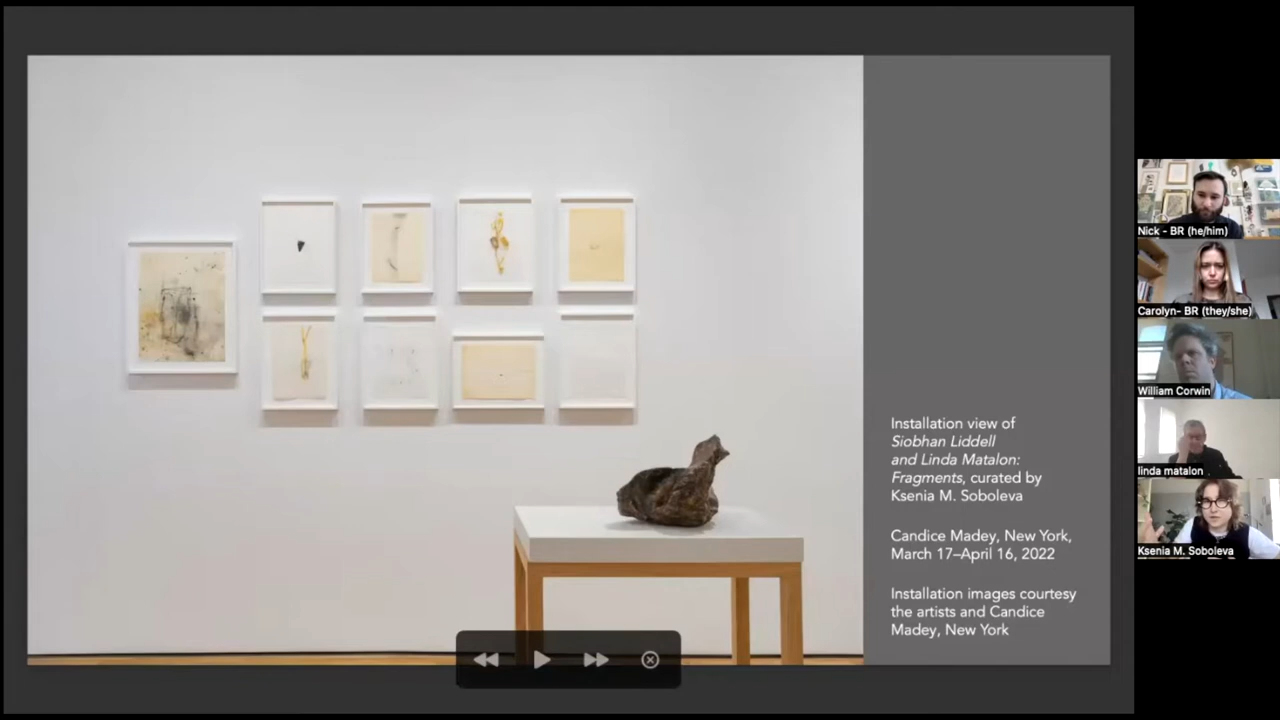 Installation view of
Siobhan Liddell
and Linda Matalon:
Fragments, curated by
Ksenia M. Soboleva
Candice Madey, New York,
March 17–April 16, 2022
Installation images courtesy
the artists and Candice
Madey, New York
Nick - BR (he/him)
Carolyn- BR (they/she)
William Corwin
linda matalon
Ksenia M. Soboleva